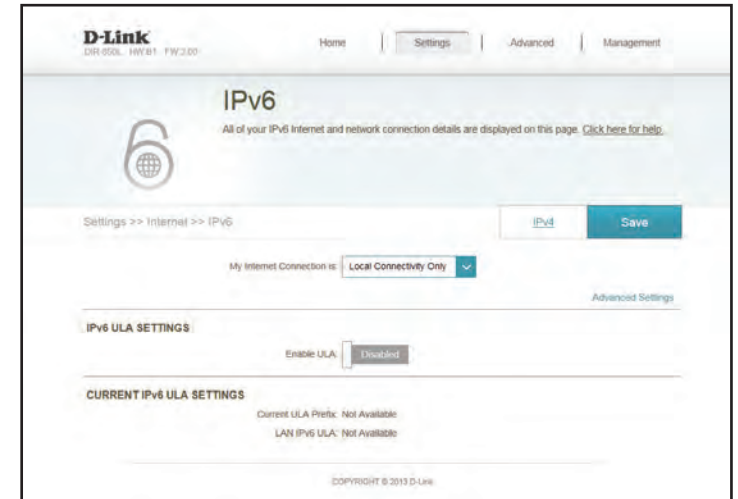 D-Link
DIR-850L HW:B1 FW:2.00
Home | Settings | Advanced | Management
IPv6
All of your IPv6 Internet and network connection details are displayed on this page. Click here for help.
Settings >> Internet >> IPv6
IPv4
Save
My Internet Connection is: Local Connectivity Only
Advanced Settings
IPv6 ULA SETTINGS
Enable ULA: Disabled
CURRENT IPv6 ULA SETTINGS
Current ULA Prefix: Not Available
LAN IPv6 ULA: Not Available
COPYRIGHT © 2013 D-Link